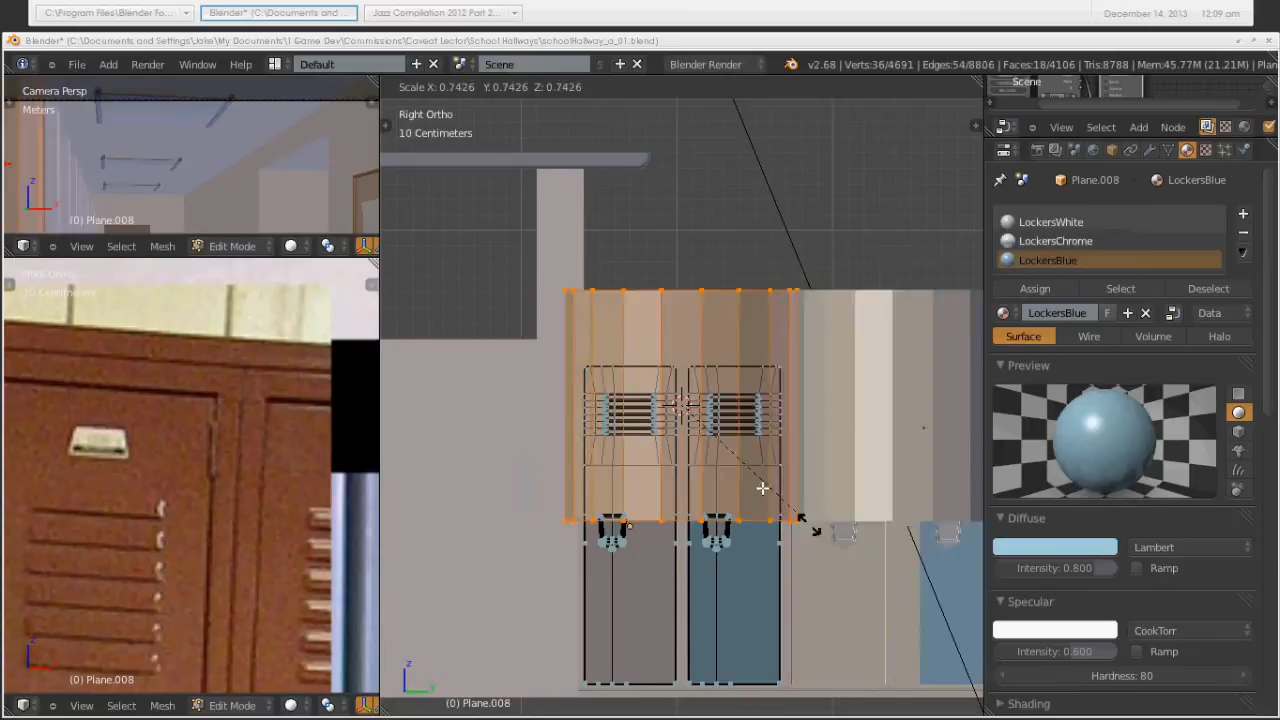 C:\Program Files\Blender Fo...
Blender* (C:\Documents and ...
Jazz Compilation 2012 Part 2...
December 14, 2013
12:09 am
Blender* (C:\Documents and Settings\Jake\My Documents\1 Game Dev\Commissions\Caveat Lector\School Hallways\schoolHallway_a_01.blend)
File
Add
Render
Window
Help
Default
Scene
Blender Render
v2.68 | Verts:36/4691 | Edges:54/8806 | Faces:18/4106 | Tris:8788 | Mem:45.77M (21.21M) | Plan
Camera Persp
Meters
Scale X: 0.7426 Y: 0.7426 Z: 0.7426
Scene
Right Ortho
10 Centimeters
View
Select
Add
Node
Plane.008
LockersBlue
LockersWhite
LockersChrome
LockersBlue
(0) Plane.008
View
Select
Mesh
Edit Mode
Assign
Select
Deselect
LockersBlue
F
Data
Surface
Wire
Volume
Halo
Preview
Diffuse
Lambert
Intensity: 0.800
Ramp
Specular
CookTorr
Intensity: 0.600
Ramp
Hardness: 80
(0) Plane.008
(0) Plane.008
View
Select
Mesh
Edit Mode
Shading